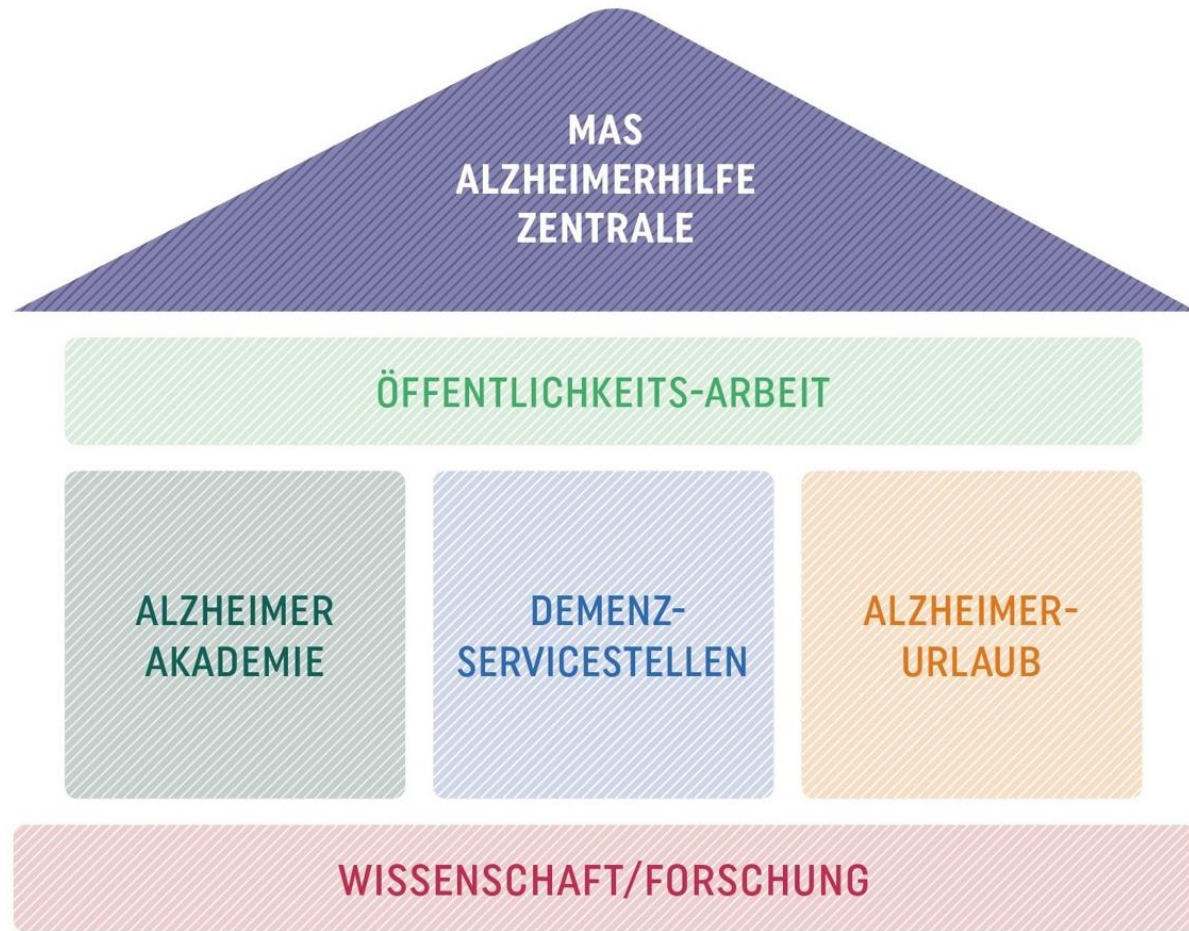 MAS
ALZHEIMERHILFE
ZENTRALE
ÖFFENTLICHKEITS-ARBEIT
ALZHEIMER
AKADEMIE
DEMENZ-
SERVICESTELLEN
ALZHEIMER-
URLAUB
WISSENSCHAFT/FORSCHUNG